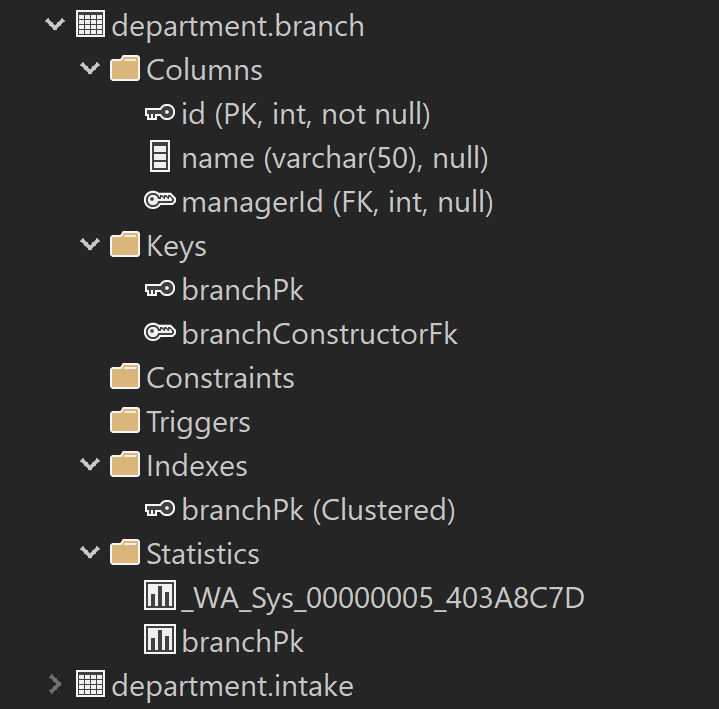 department.branch
Columns
id (PK, int, not null)
name (varchar(50), null)
managerId (FK, int, null)
Keys
branchPk
branchConstructorFk
Constraints
Triggers
Indexes
branchPk (Clustered)
Statistics
_WA_Sys_00000005_403A8C7D
branchPk
department.intake